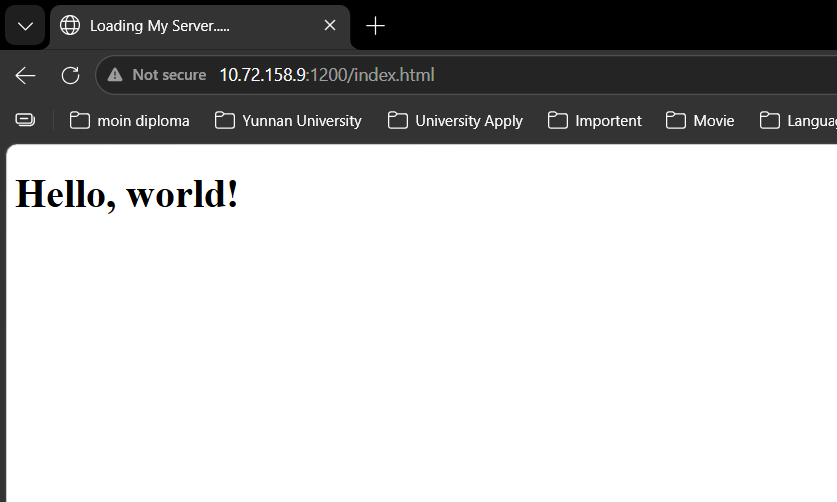 Loading My Server.....
Not secure 10.72.158.9:1200/index.html
moin diploma Yunnan University University Apply Importent Movie Langua
Hello, world!